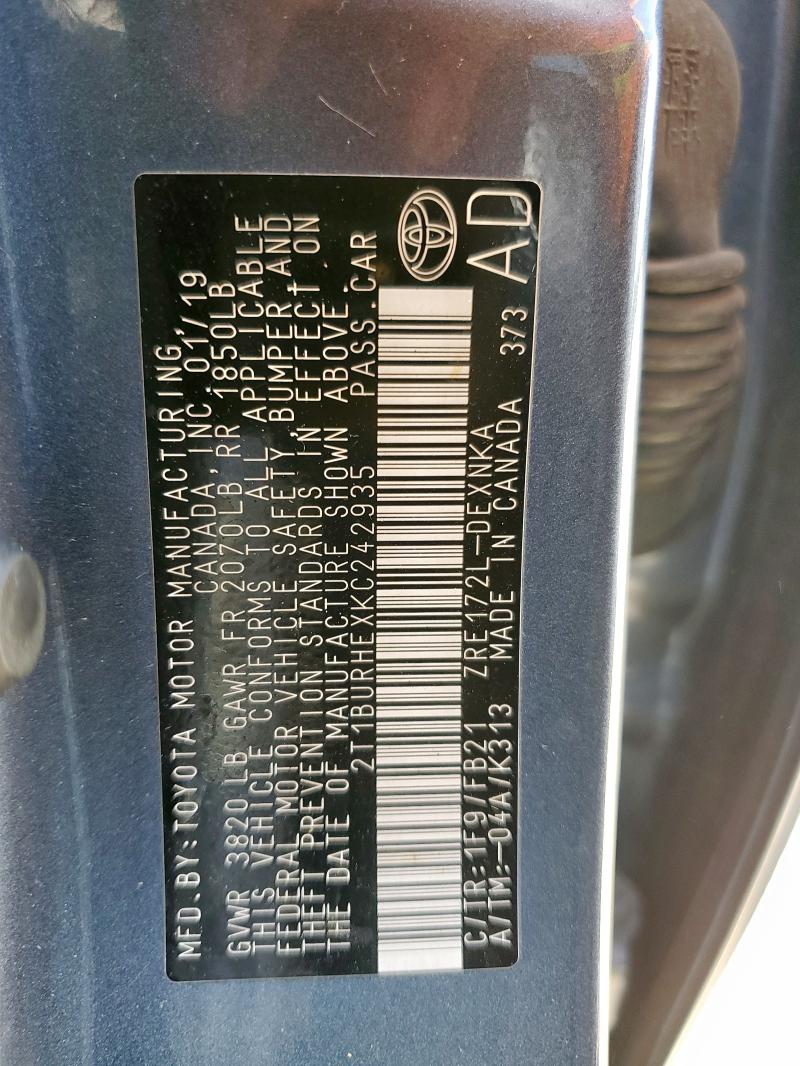 MFD.BY:TOYOTA MOTOR MANUFACTURING,
CANADA,INC.01/19
GVWR 3820LB GAWR FR 2070LB,RR 1850LB
THIS VEHICLE CONFORMS TO ALL APPLICABLE
FEDERAL MOTOR VEHICLE SAFETY, BUMPER AND
THEFT PREVENTION STANDARDS IN EFFECT ON
THE DATE OF MANUFACTURE SHOWN ABOVE.
2T1BURHEXKC242935 PASS.CAR
C/TR:1F9/FB21 ZRE172L-DEXNKA
A/TM:-04A/K313 MADE IN CANADA 373
AD